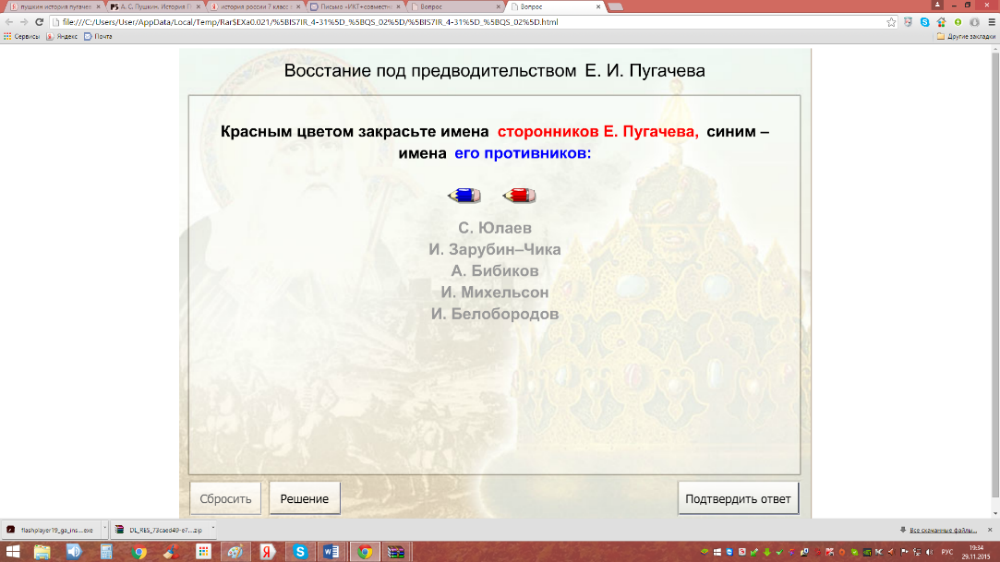 пушкин история пугачев
А. С. Пушкин. История П
история россии 7 класс
Письмо «ИКТ+совместн
Вопрос
Вопрос
file:///C:/Users/User/AppData/Local/Temp/Rar$EXa0.021/%5BIS7IR_4-31%5D_%5BQS_02%5D/%5BIS7IR_4-31%5D_%5BQS_02%5D.html
Сервисы Яндекс Почта Другие закладки
Восстание под предводительством Е. И. Пугачева
Красным цветом закрасьте имена сторонников Е. Пугачева, синим –
имена его противников:
С. Юлаев
И. Зарубин–Чика
А. Бибиков
И. Михельсон
И. Белобородов
Сбросить Решение Подтвердить ответ
flashplayer19_ga_ins....exe DL_RES_73caed49-e7...zip Все скачанные файлы...
РУС 19:34
29.11.2015